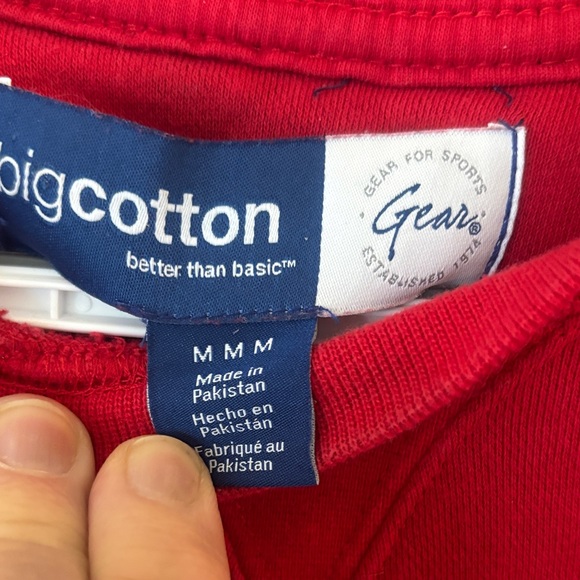 bigcotton
better than basic™
GEAR FOR SPORTS
Gear®
ESTABLISHED 1974
M M M
Made in
Pakistan
Hecho en
Pakistán
Fabriqué au
Pakistan